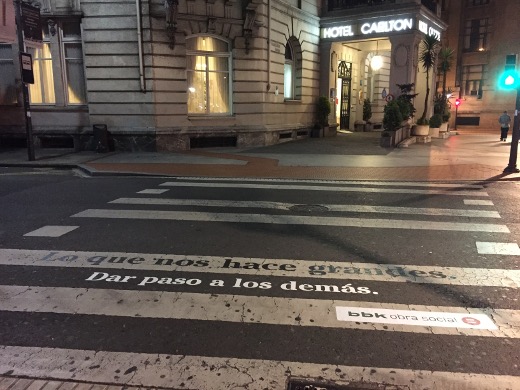 HOTEL CARLTON
Lo que nos hace grandes.
Dar paso a los demás.
bbk obra social